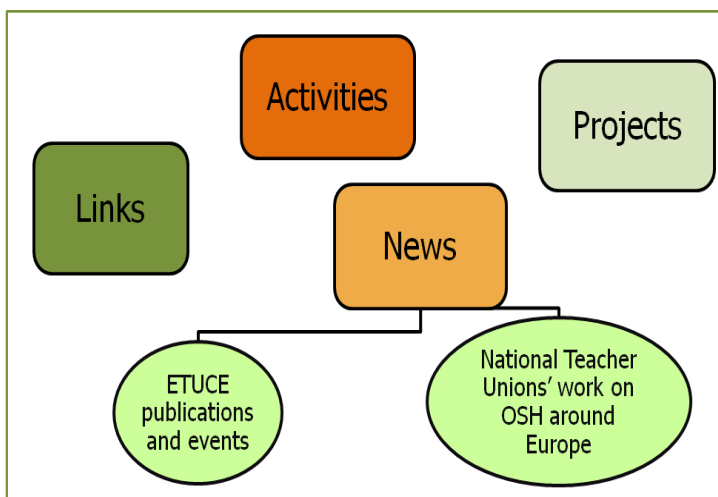 Activities
Projects
Links
News
ETUCE
publications
and events
National Teacher
Unions’ work on
OSH around
Europe